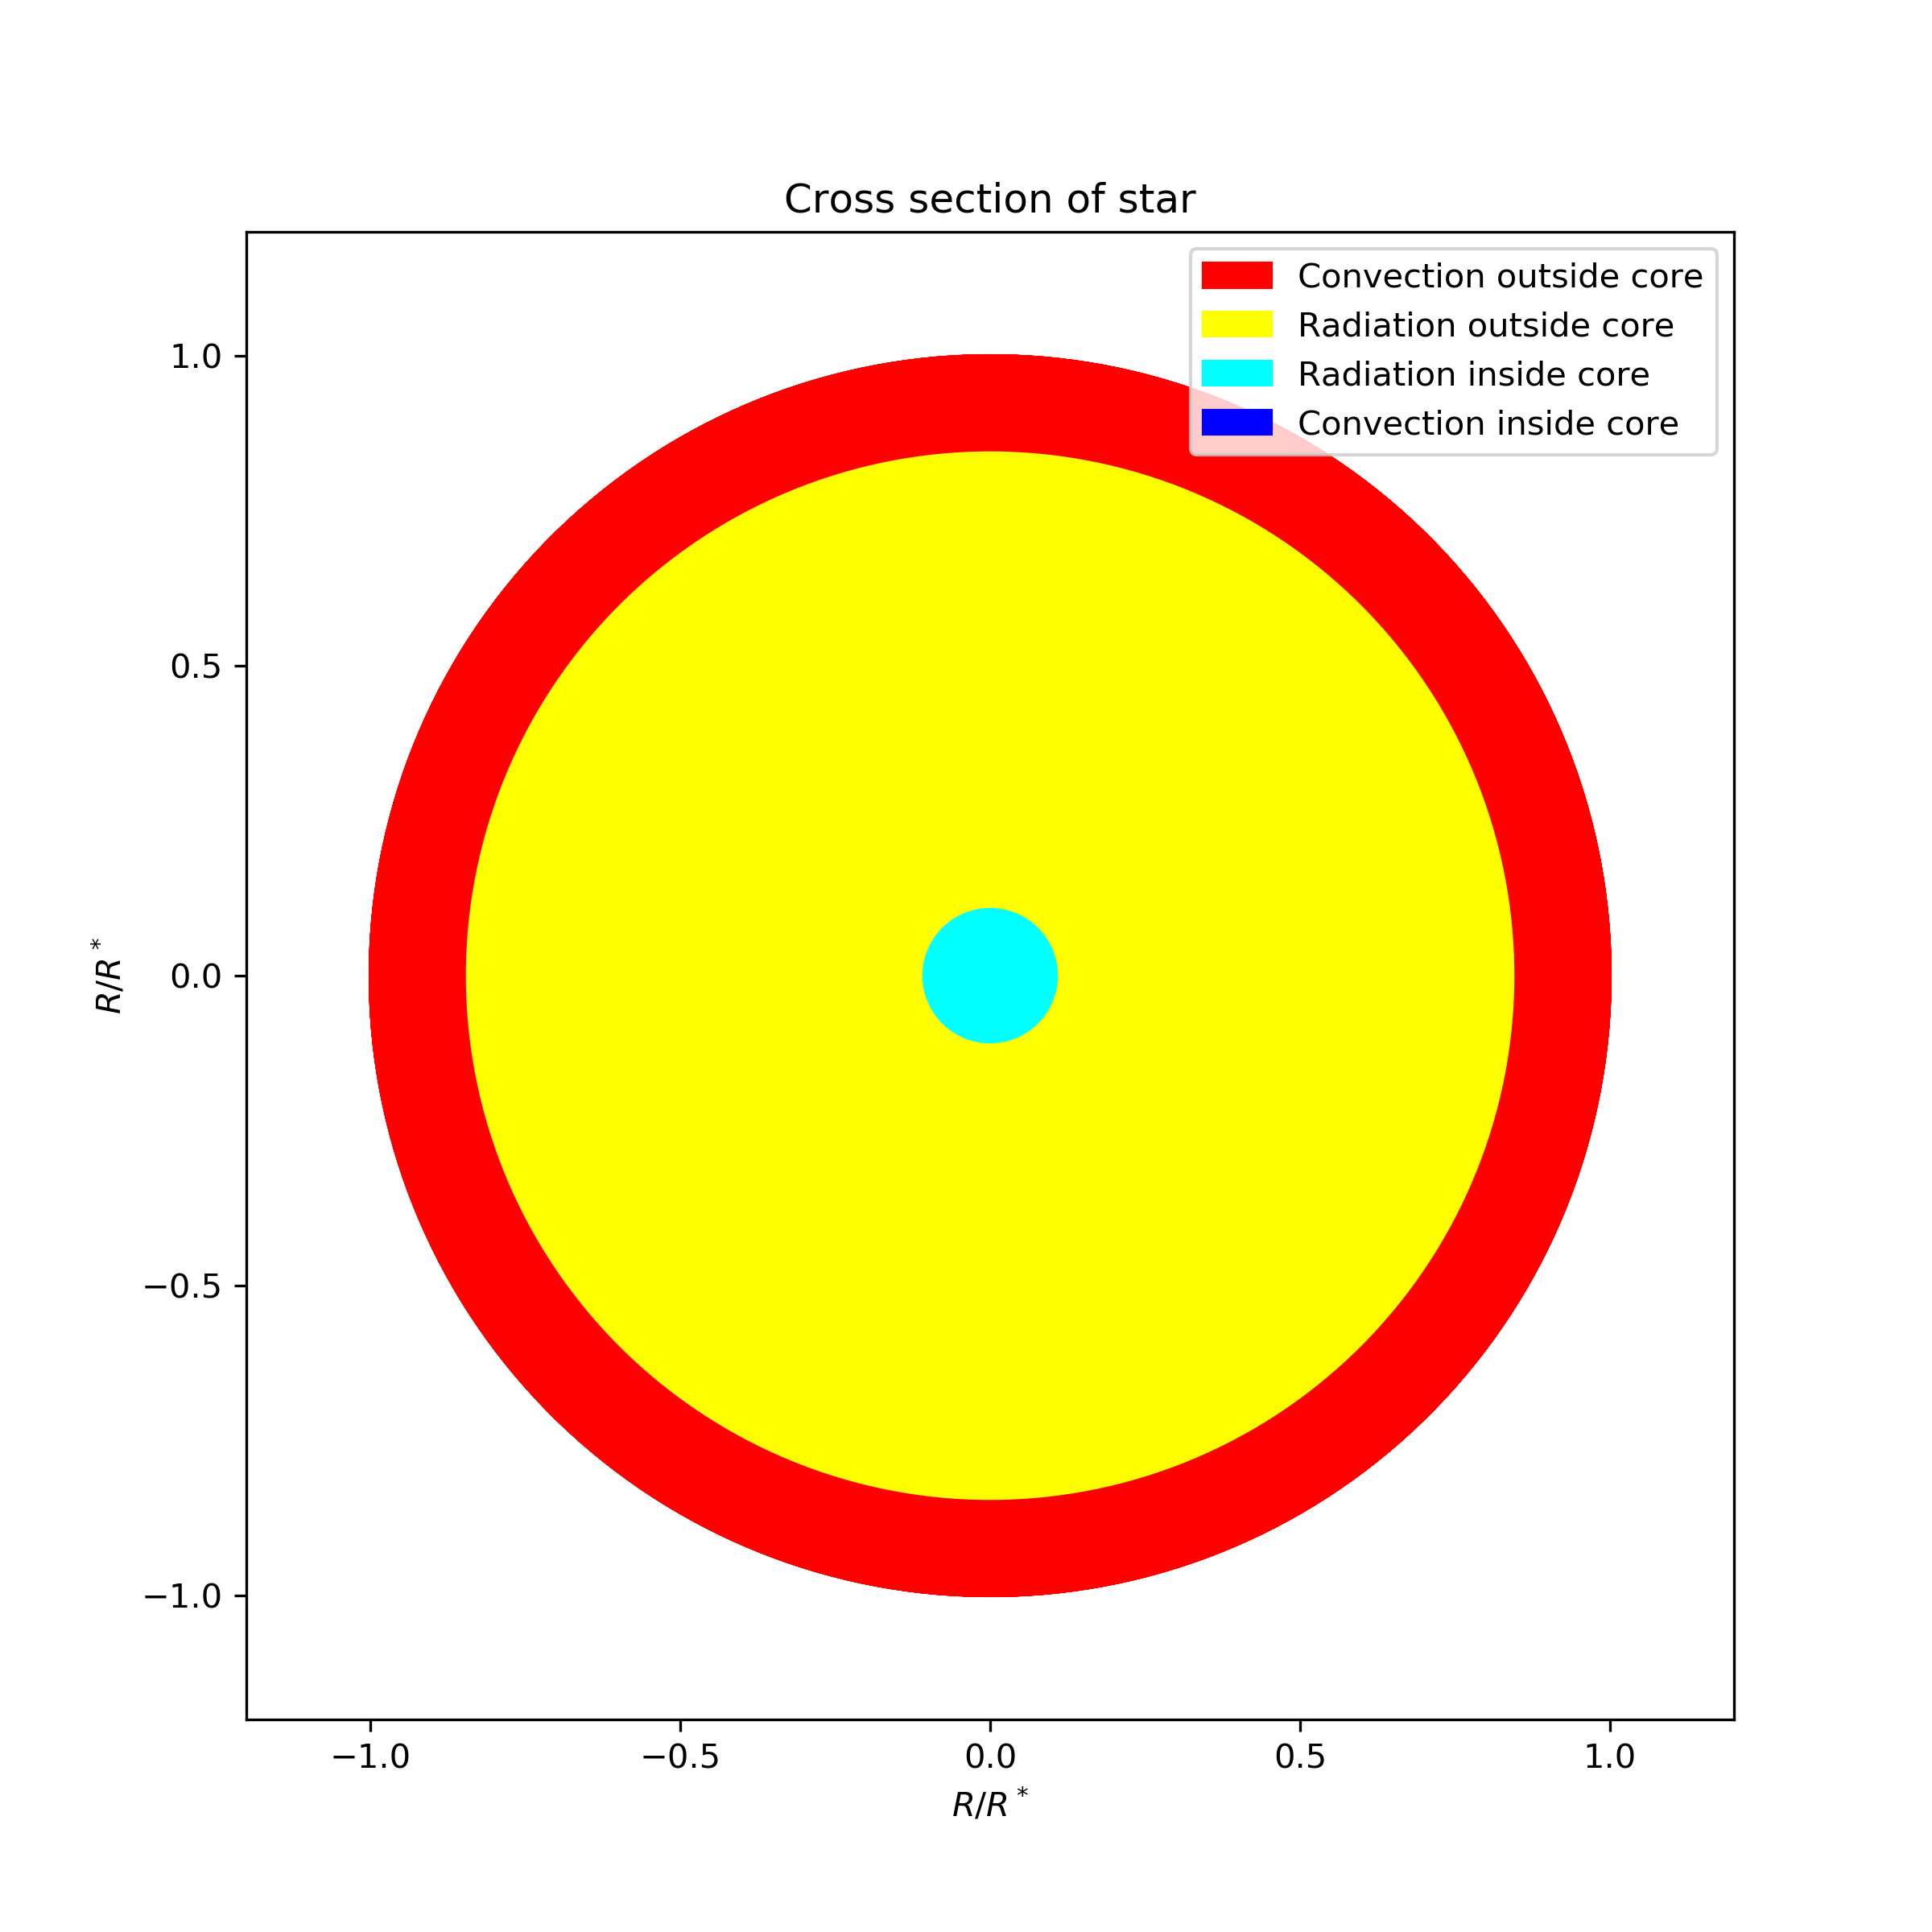 Cross section of star
Convection outside core
Radiation outside core
Radiation inside core
Convection inside core
1.0
0.5
0.0
−0.5
−1.0
R/R*
−1.0 −0.5 0.0 0.5 1.0
R/R*